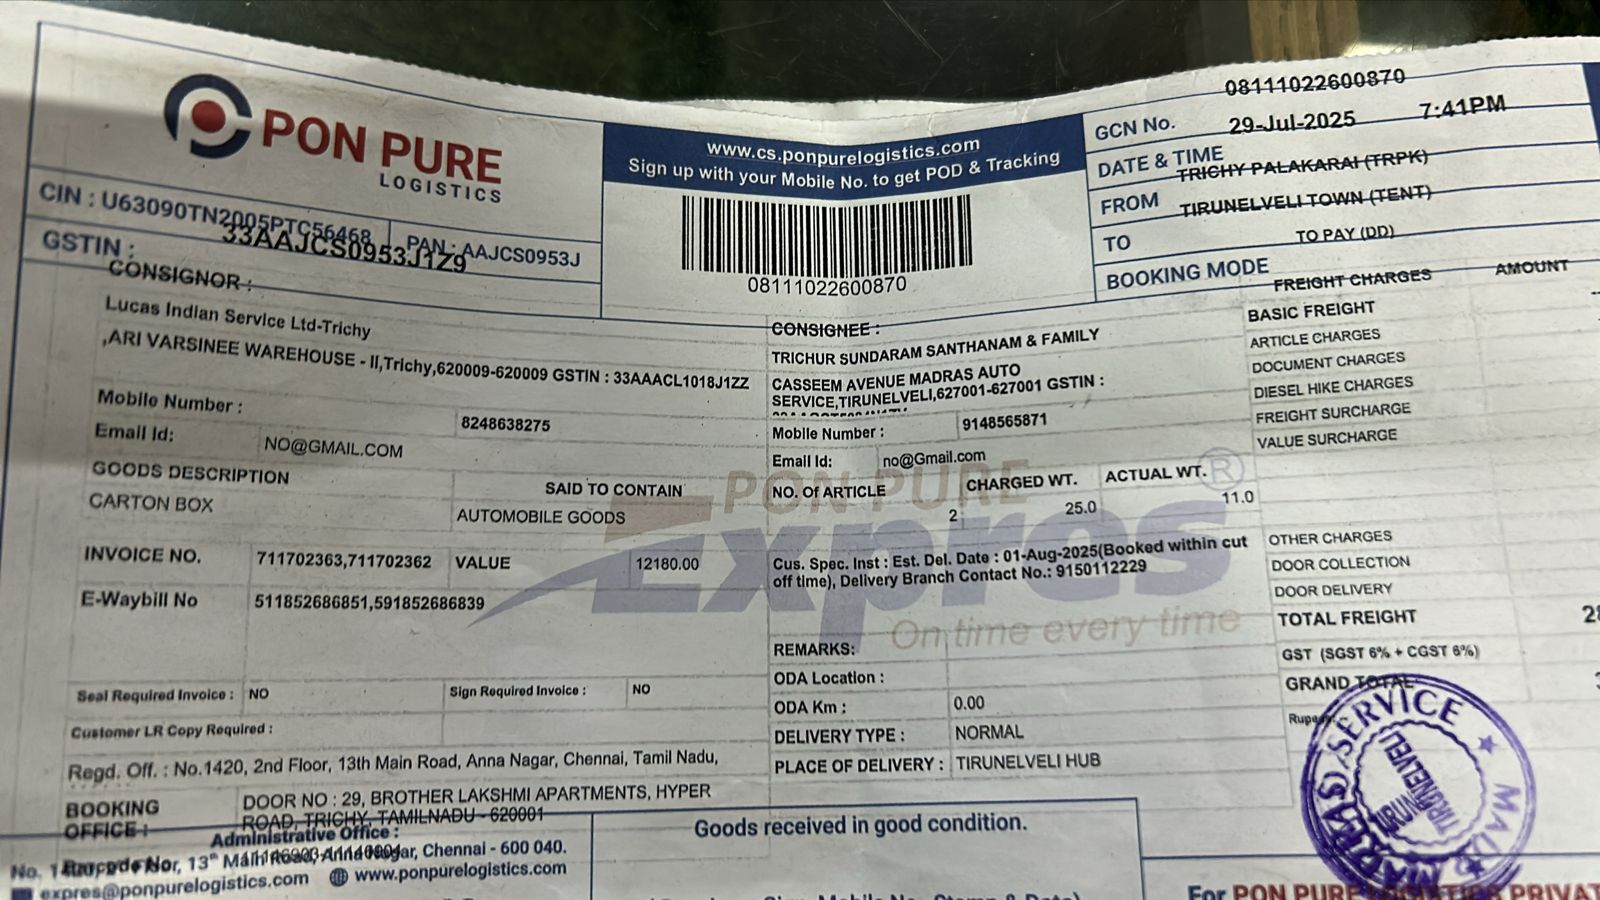 PON PURE
LOGISTICS
CIN : U63090TN2005PTC56468
PAN : AAJCS0953J
GSTIN :
33AAJCS0953J1Z9
www.cs.ponpurelogistics.com
Sign up with your Mobile No. to get POD & Tracking
08111022600870
08111022600870
GCN No.
29-Jul-2025
7:41PM
DATE & TIME
TRICHY PALAKARAI (TRPK)
FROM
TIRUNELVELI TOWN (TENT)
TO
TO PAY (DD)
BOOKING MODE
CONSIGNOR :
Lucas Indian Service Ltd-Trichy
,ARI VARSINEE WAREHOUSE - II,Trichy,620009-620009 GSTIN : 33AAACL1018J1ZZ
Mobile Number :
8248638275
Email Id:
NO@GMAIL.COM
GOODS DESCRIPTION
SAID TO CONTAIN
CARTON BOX
AUTOMOBILE GOODS
INVOICE NO.
711702363,711702362
VALUE
12180.00
E-Waybill No
511852686851,591852686839
Seal Required Invoice :
NO
Sign Required Invoice :
NO
Customer LR Copy Required :
Regd. Off. : No.1420, 2nd Floor, 13th Main Road, Anna Nagar, Chennai, Tamil Nadu,
BOOKING
OFFICE :
DOOR NO : 29, BROTHER LAKSHMI APARTMENTS, HYPER
ROAD, TRICHY, TAMILNADU - 620001
Administrative Office :
Barcode No
13th Main Road, Anna Nagar, Chennai - 600 040.
expres@ponpurelogistics.com
www.ponpurelogistics.com
CONSIGNEE :
TRICHUR SUNDARAM SANTHANAM & FAMILY
CASSEEM AVENUE MADRAS AUTO
SERVICE,TIRUNELVELI,627001-627001 GSTIN :
Mobile Number :
9148565871
Email Id:
no@Gmail.com
NO. Of ARTICLE
CHARGED WT.
ACTUAL WT.
2
25.0
11.0
PON PURE
Expres
On time every time
Cus. Spec. Inst : Est. Del. Date : 01-Aug-2025(Booked within cut
off time), Delivery Branch Contact No.: 9150112229
REMARKS:
ODA Location :
ODA Km :
0.00
DELIVERY TYPE :
NORMAL
PLACE OF DELIVERY :
TIRUNELVELI HUB
Goods received in good condition.
FREIGHT CHARGES
AMOUNT
BASIC FREIGHT
ARTICLE CHARGES
DOCUMENT CHARGES
DIESEL HIKE CHARGES
FREIGHT SURCHARGE
VALUE SURCHARGE
OTHER CHARGES
DOOR COLLECTION
DOOR DELIVERY
TOTAL FREIGHT
GST (SGST 6% + CGST 6%)
GRAND TOTAL
MADRAS AUTO SERVICE
TIRUNELVELI
For PON PURE LOGISTICS